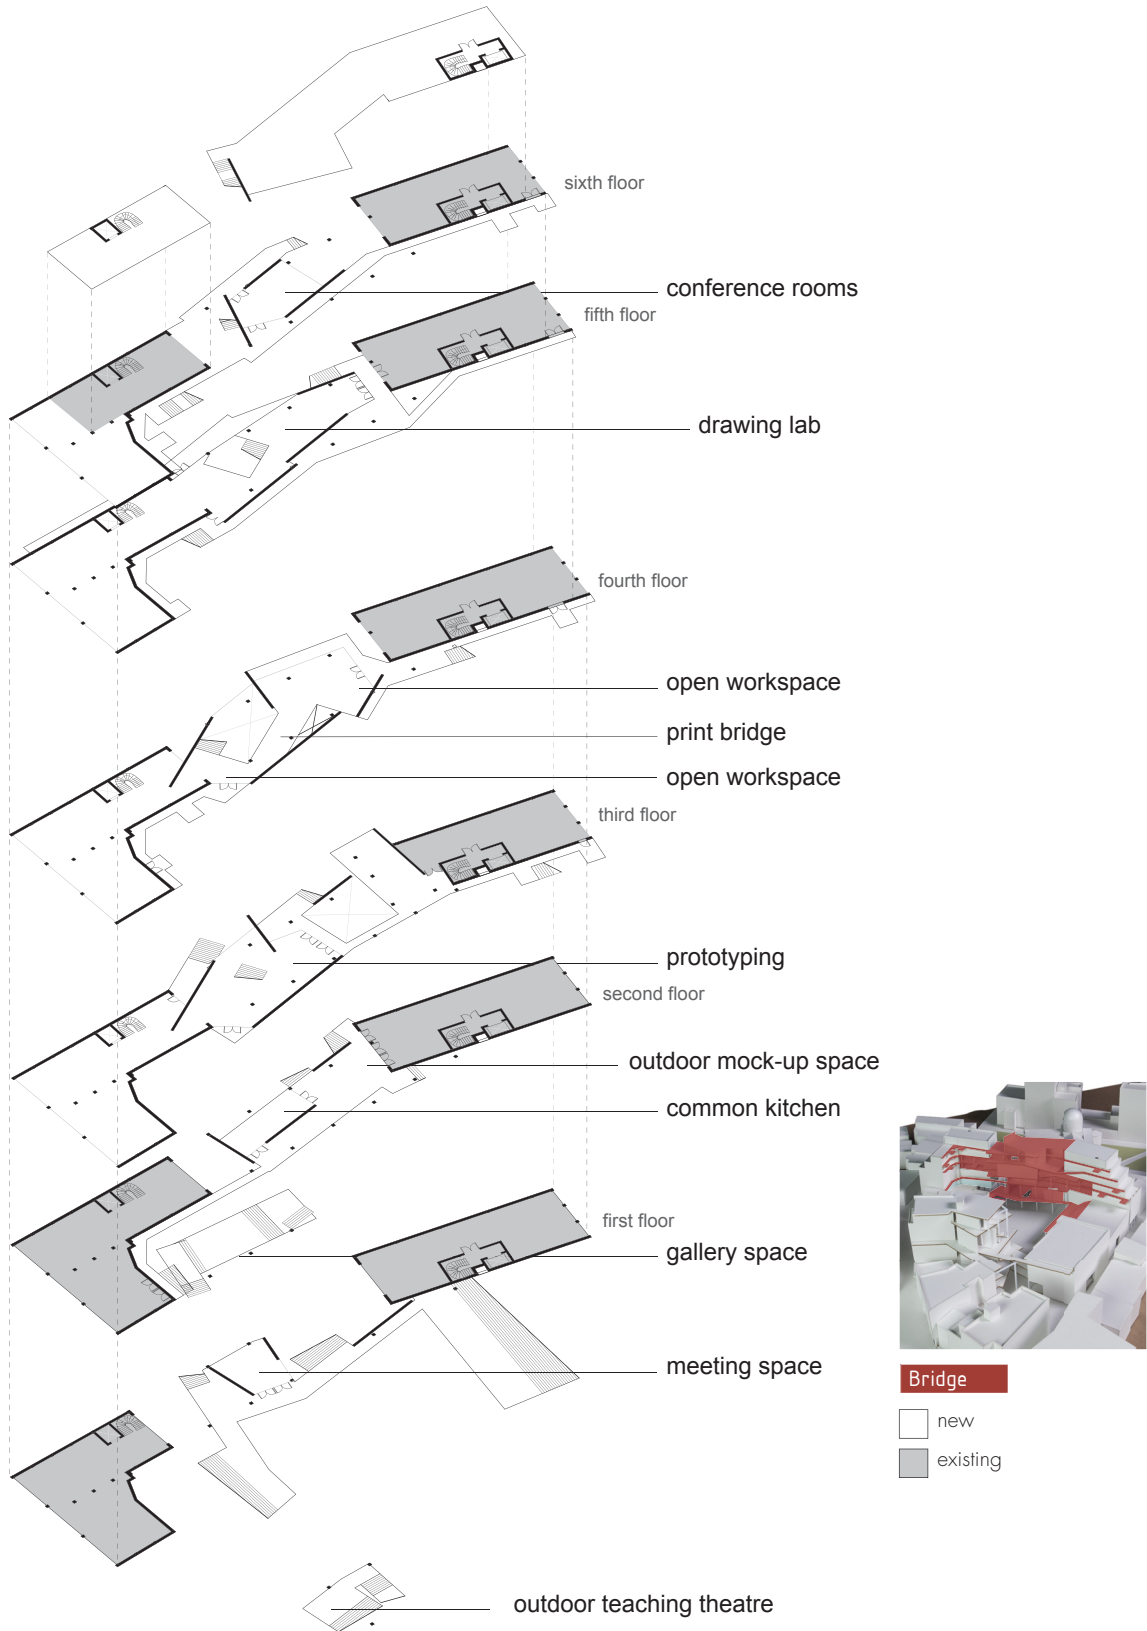 sixth floor
conference rooms
fifth floor
drawing lab
fourth floor
open workspace
print bridge
open workspace
third floor
prototyping
second floor
outdoor mock-up space
common kitchen
first floor
gallery space
meeting space
Bridge
new
existing
outdoor teaching theatre